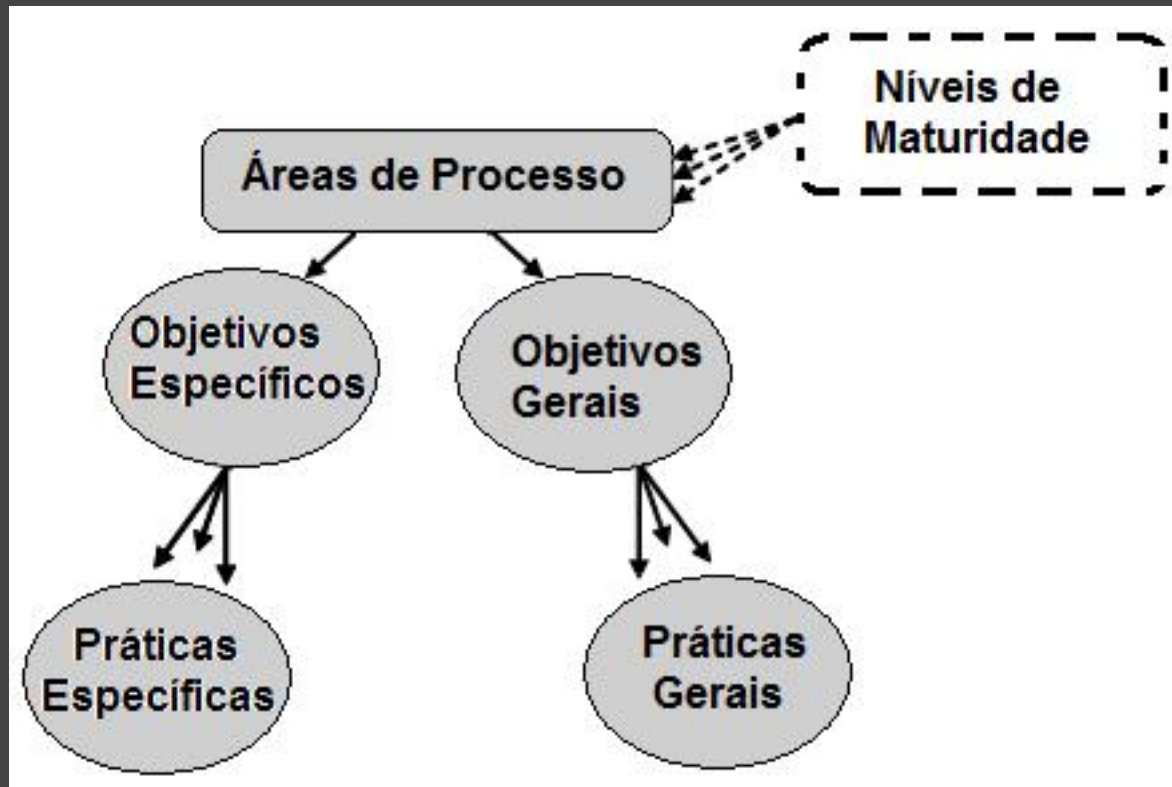 Níveis de
Maturidade
Áreas de Processo
Objetivos
Específicos
Objetivos
Gerais
Práticas
Específicas
Práticas
Gerais